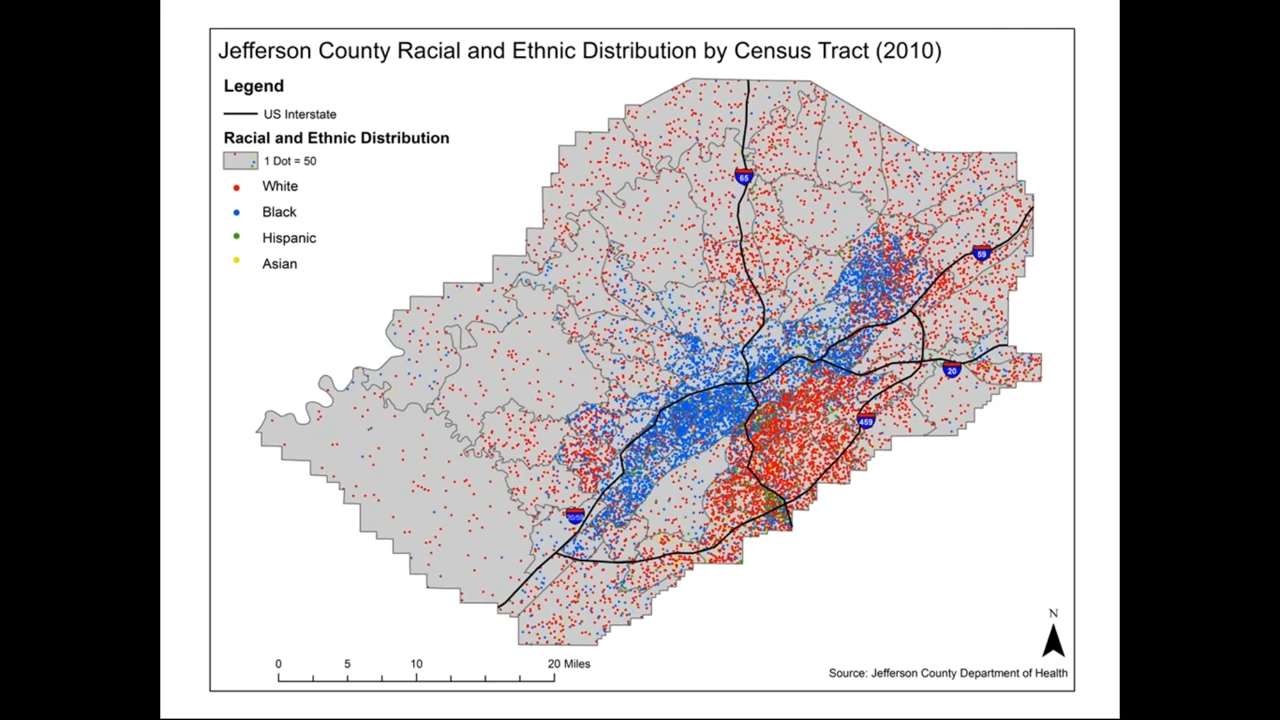 Jefferson County Racial and Ethnic Distribution by Census Tract (2010)
Legend
US Interstate
Racial and Ethnic Distribution
1 Dot = 50
White
Black
Hispanic
Asian
65
59
20
459
N
0 5 10 20 Miles
Source: Jefferson County Department of Health